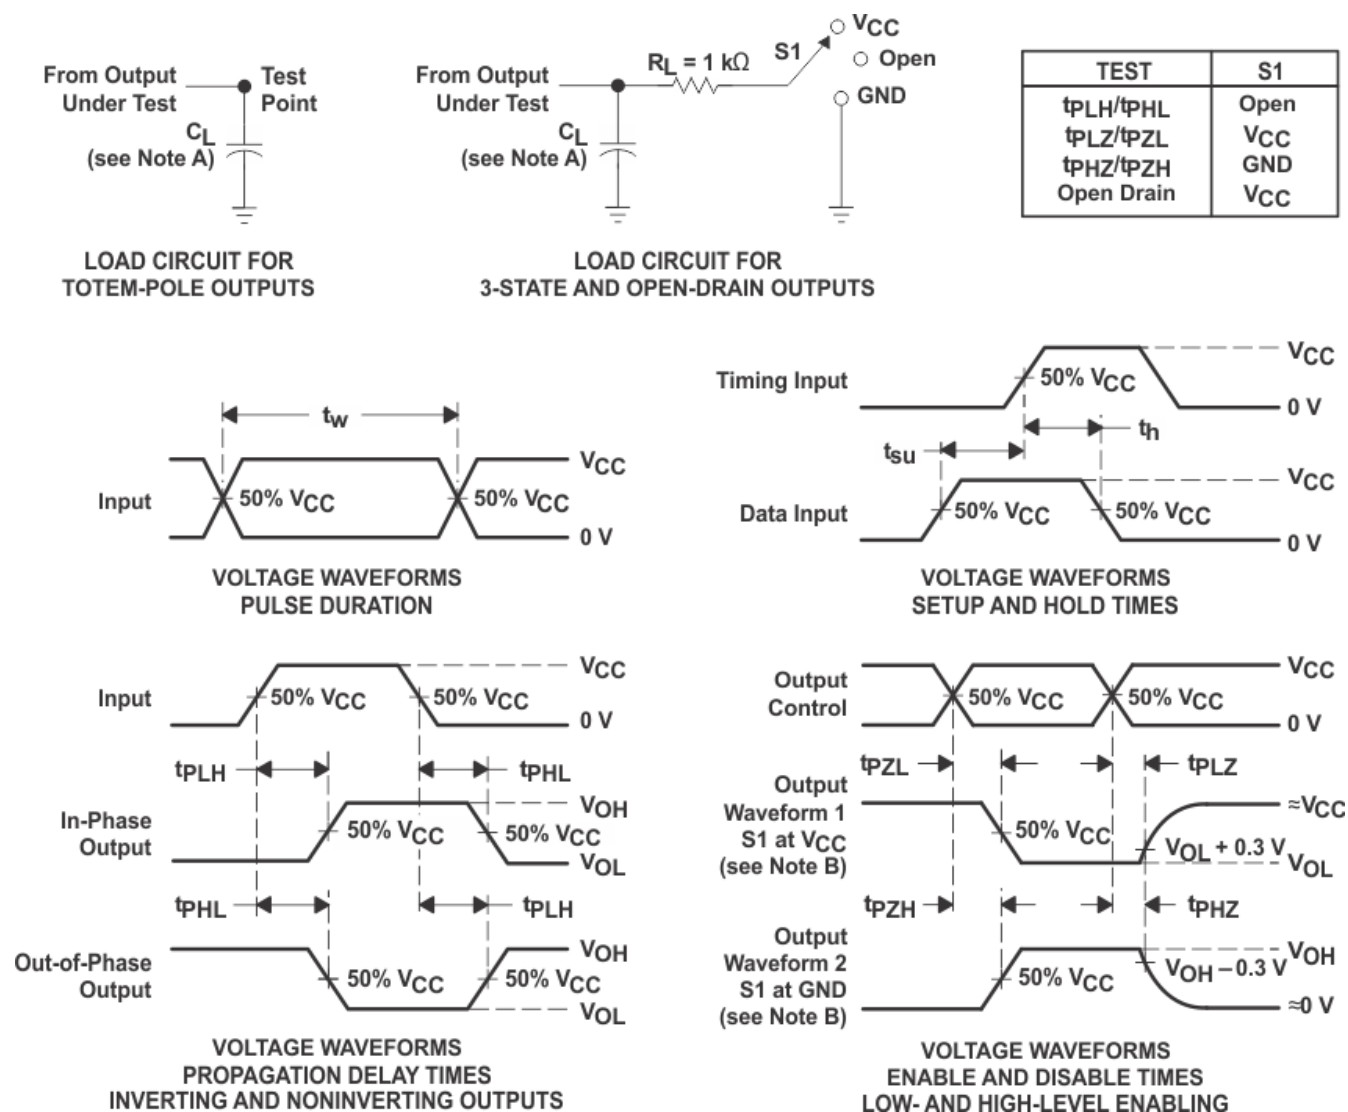 From Output
Under Test
Test
Point
CL
(see Note A)
LOAD CIRCUIT FOR
TOTEM-POLE OUTPUTS
From Output
Under Test
RL = 1 kΩ
S1
VCC
Open
GND
CL
(see Note A)
LOAD CIRCUIT FOR
3-STATE AND OPEN-DRAIN OUTPUTS
TEST S1
tPLH/tPHL Open
tPLZ/tPZL VCC
tPHZ/tPZH GND
Open Drain VCC
tw
Input
50% VCC
50% VCC
VCC
0 V
VOLTAGE WAVEFORMS
PULSE DURATION
Timing Input
50% VCC
VCC
0 V
tsu
th
Data Input
50% VCC
50% VCC
VCC
0 V
VOLTAGE WAVEFORMS
SETUP AND HOLD TIMES
Input
50% VCC
50% VCC
VCC
0 V
tPLH
tPHL
In-Phase
Output
50% VCC
50% VCC
VOH
VOL
tPHL
tPLH
Out-of-Phase
Output
50% VCC
50% VCC
VOH
VOL
VOLTAGE WAVEFORMS
PROPAGATION DELAY TIMES
INVERTING AND NONINVERTING OUTPUTS
Output
Control
50% VCC
50% VCC
VCC
0 V
tPZL
tPLZ
Output
Waveform 1
S1 at VCC
(see Note B)
50% VCC
VOL + 0.3 V
≈VCC
VOL
tPZH
tPHZ
Output
Waveform 2
S1 at GND
(see Note B)
50% VCC
VOH − 0.3 V
VOH
≈0 V
VOLTAGE WAVEFORMS
ENABLE AND DISABLE TIMES
LOW- AND HIGH-LEVEL ENABLING